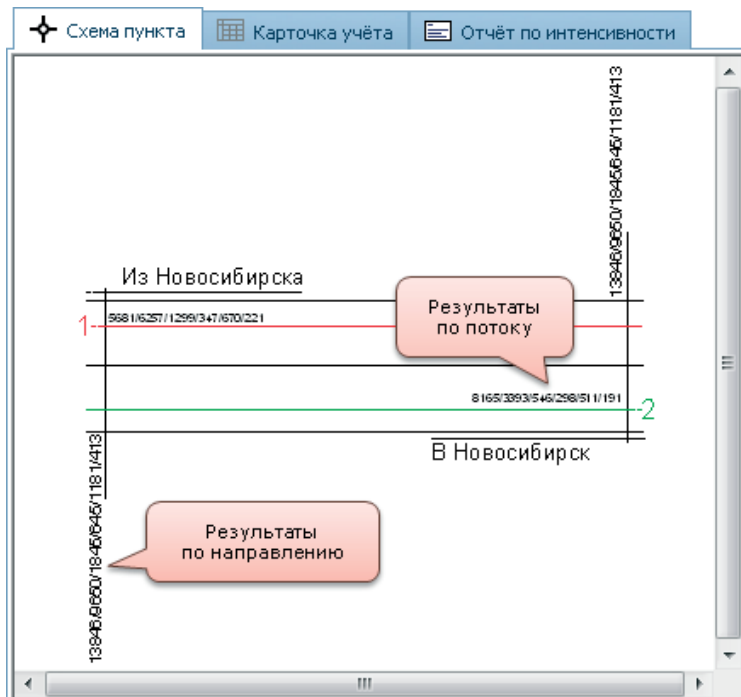 Схема пункта
Карточка учёта
Отчёт по интенсивности
13846/9650/1845/645/1181/413
Из Новосибирска
Результаты
по потоку
1
5681/6257/1299/347/670/221
8165/3393/546/298/511/191
2
В Новосибирск
13846/9650/1845/645/1181/413
Результаты
по направлению